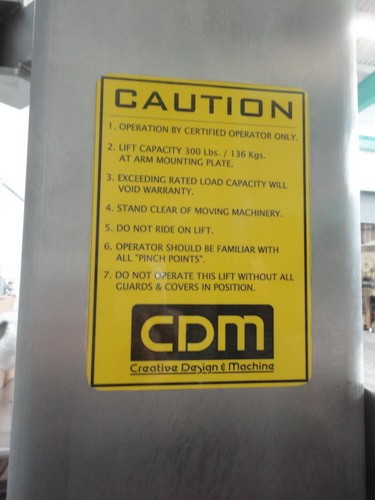 CAUTION
1. OPERATION BY CERTIFIED OPERATOR ONLY.
2. LIFT CAPACITY 300 Lbs. / 136 Kgs.
AT ARM MOUNTING PLATE.
3. EXCEEDING RATED LOAD CAPACITY WILL
VOID WARRANTY.
4. STAND CLEAR OF MOVING MACHINERY.
5. DO NOT RIDE ON LIFT.
6. OPERATOR SHOULD BE FAMILIAR WITH
ALL "PINCH POINTS".
7. DO NOT OPERATE THIS LIFT WITHOUT ALL
GUARDS & COVERS IN POSITION.
CDM
Creative Design & Machine